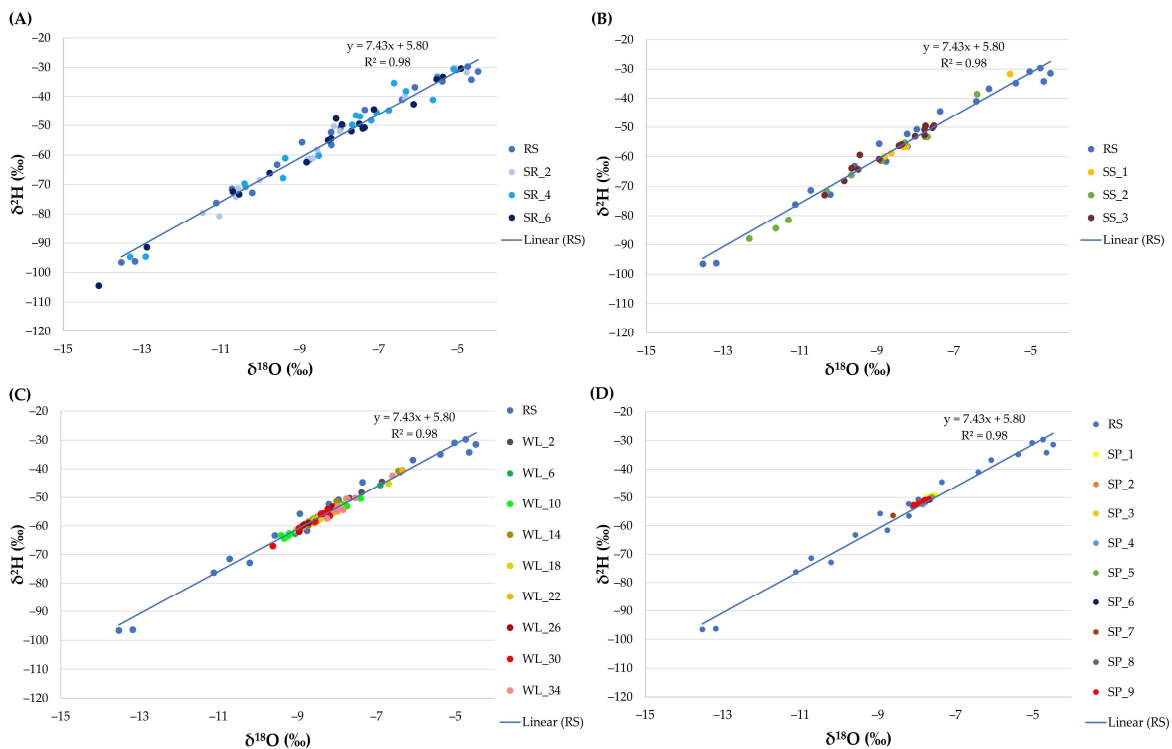 (A)
y = 7.43x + 5.80
R² = 0.98
−20
−30
−40
−50
−60
−70
−80
−90
−100
−110
−120
−15
−13
−11
−9
−7
−5
δ²H (‰)
δ¹⁸O (‰)
RS
SR_2
SR_4
SR_6
Linear (RS)
(B)
y = 7.43x + 5.80
R² = 0.98
−20
−30
−40
−50
−60
−70
−80
−90
−100
−110
−120
−15
−13
−11
−9
−7
−5
δ²H (‰)
δ¹⁸O (‰)
RS
SS_1
SS_2
SS_3
Linear (RS)
(C)
y = 7.43x + 5.80
R² = 0.98
−20
−30
−40
−50
−60
−70
−80
−90
−100
−110
−120
−15
−13
−11
−9
−7
−5
δ²H (‰)
δ¹⁸O (‰)
RS
WL_2
WL_6
WL_10
WL_14
WL_18
WL_22
WL_26
WL_30
WL_34
Linear (RS)
(D)
y = 7.43x + 5.80
R² = 0.98
−20
−30
−40
−50
−60
−70
−80
−90
−100
−110
−120
−15
−13
−11
−9
−7
−5
δ²H (‰)
δ¹⁸O (‰)
RS
SP_1
SP_2
SP_3
SP_4
SP_5
SP_6
SP_7
SP_8
SP_9
Linear (RS)